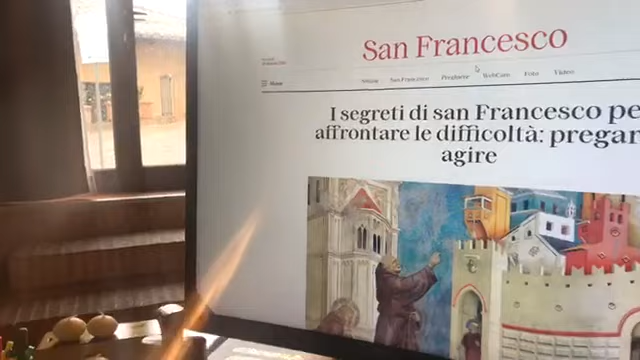 San Francesco
Home
San Francesco
Preghiere
WebCam
Foto
Video
I segreti di san Francesco pe
affrontare le difficoltà: pregar
agire